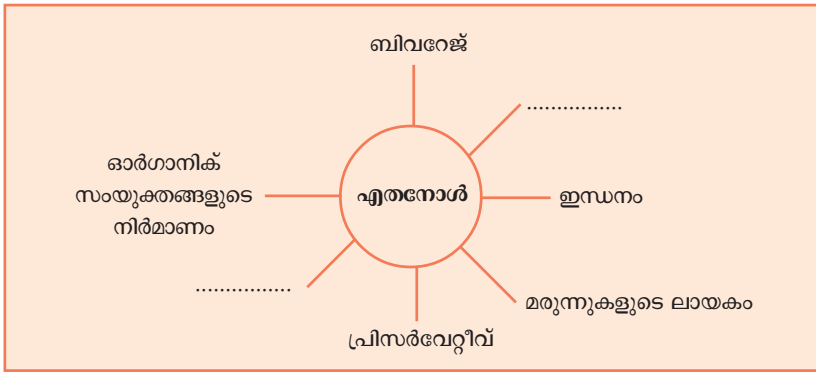 ബിവറേജ്
...............
ഓർഗാനിക്
സംയുക്തങ്ങളുടെ
നിർമാണം
എതനോൾ
ഇന്ധനം
...............
മരുന്നുകളുടെ ലായകം
പ്രിസർവേറ്റീവ്